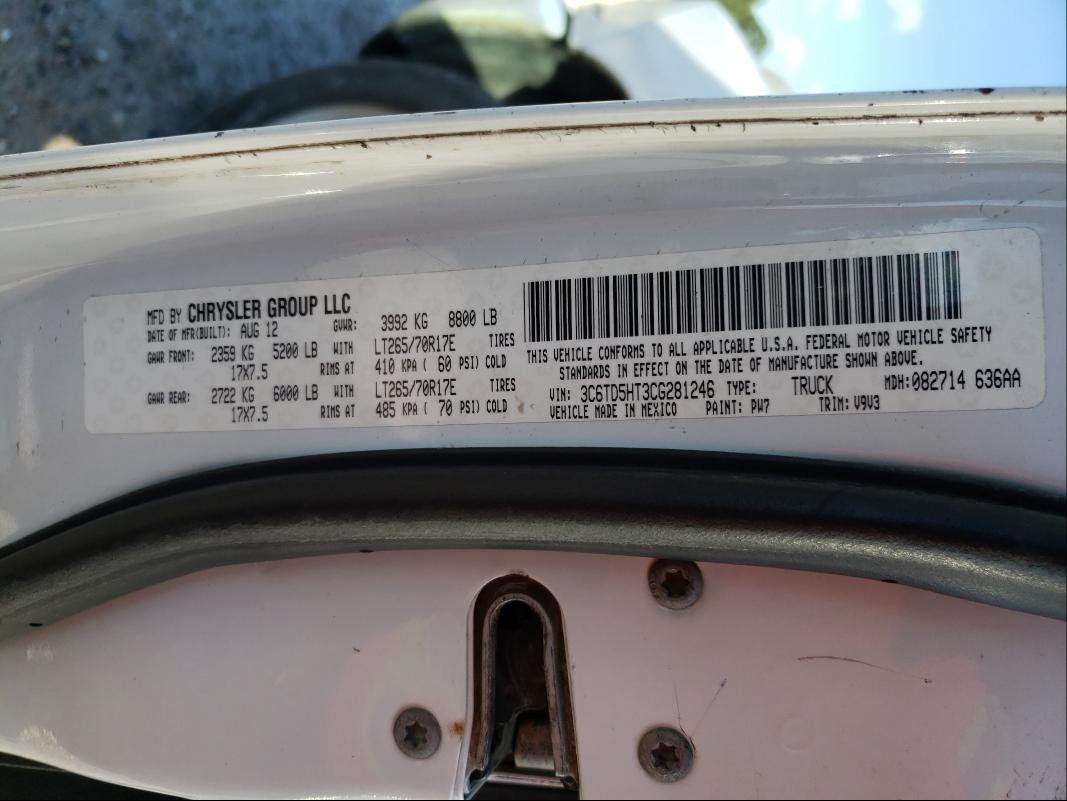 MFD BY CHRYSLER GROUP LLC
DATE OF MFR(BUILT): AUG 12 GVWR: 3992 KG 8800 LB
GAWR FRONT: 2359 KG 5200 LB WITH LT265/70R17E TIRES
17X7.5 RIMS AT 410 KPA ( 60 PSI) COLD
GAWR REAR: 2722 KG 6000 LB WITH LT265/70R17E TIRES
17X7.5 RIMS AT 485 KPA ( 70 PSI) COLD
THIS VEHICLE CONFORMS TO ALL APPLICABLE U.S.A. FEDERAL MOTOR VEHICLE SAFETY
STANDARDS IN EFFECT ON THE DATE OF MANUFACTURE SHOWN ABOVE.
VIN: 3C6TD5HT3CG281246 TYPE: TRUCK MDH: 082714 636AA
VEHICLE MADE IN MEXICO PAINT: PW7 TRIM: V9V3